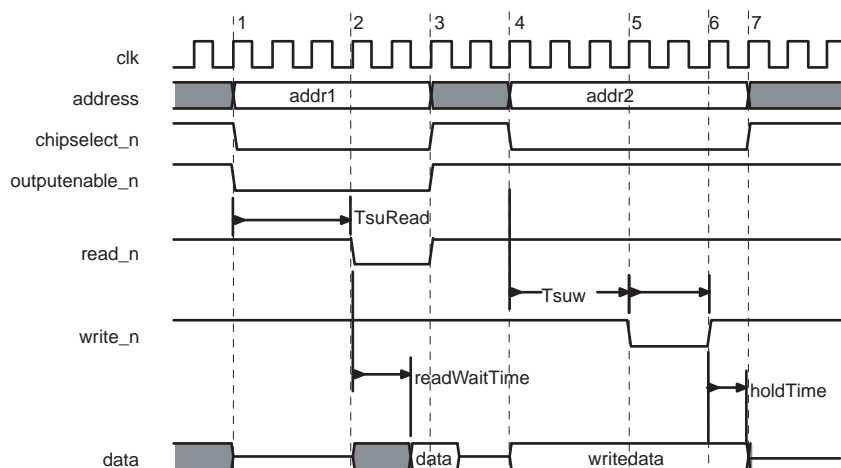 1 2 3 4 5 6 7
clk
address addr1 addr2
chipselect_n
outputenable_n
TsuRead
read_n
Tsuw
write_n
readWaitTime
holdTime
data data writedata